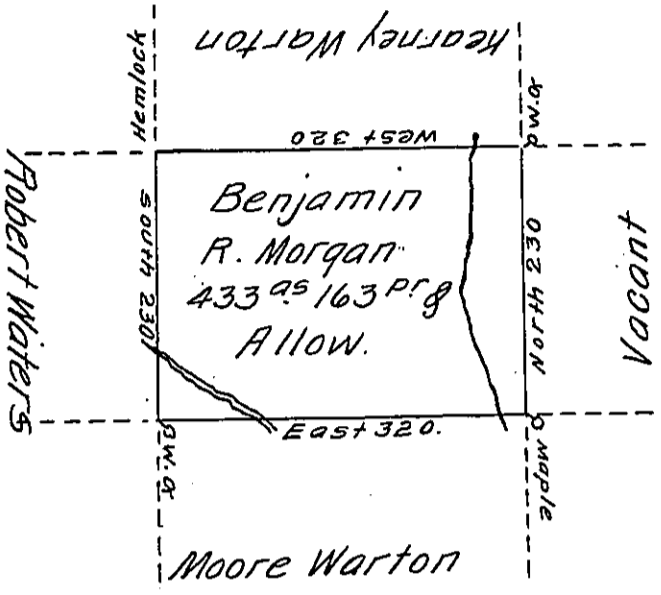 Kearney Warton
Hemlock
P W.O
West 320
Robert Waters
South 230
Benjamin
R. Morgan
433 as 163 pr. &
Allow.
North 230
Vacant
East 320.
Maple
Moore Warton